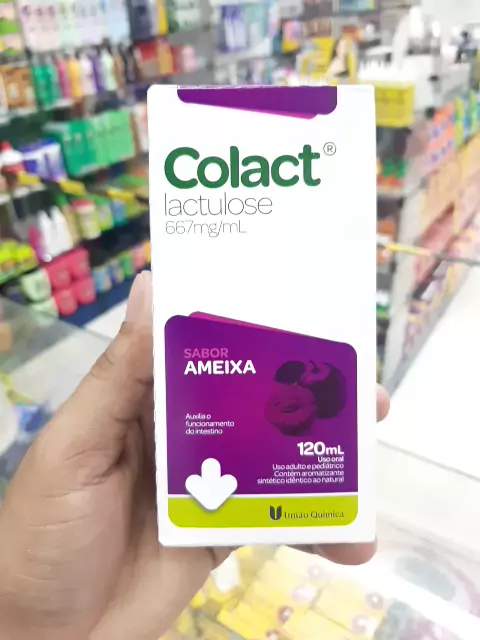 Colact®
lactulose
667mg/mL
SABOR
AMEIXA
Auxilia o
funcionamento
do intestino
120mL
Uso oral
Uso adulto e pediátrico
Contém aromatizante
sintético idêntico ao natural
União Química